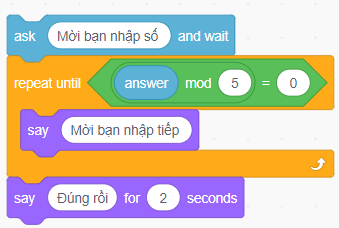 ask Mời bạn nhập số and wait
repeat until answer mod 5 = 0
say Mời bạn nhập tiếp
say Đúng rồi for 2 seconds